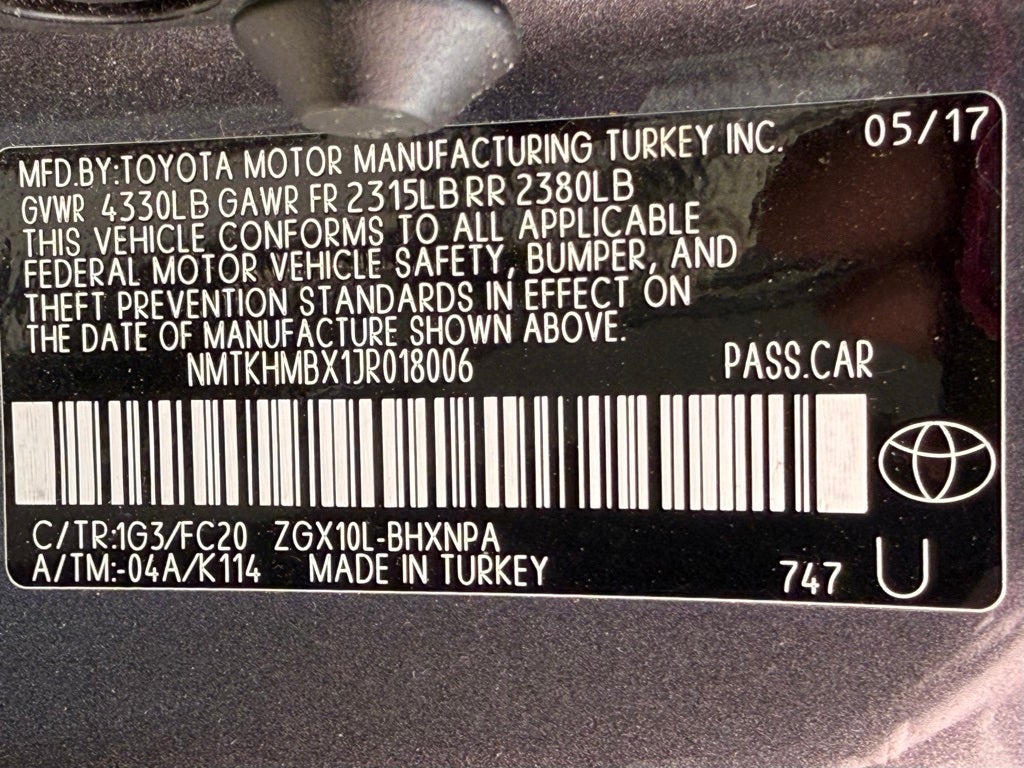 05/17
MFD.BY:TOYOTA MOTOR MANUFACTURING TURKEY INC.
GVWR 4330LB GAWR FR 2315LB RR 2380LB
THIS VEHICLE CONFORMS TO ALL APPLICABLE
FEDERAL MOTOR VEHICLE SAFETY, BUMPER, AND
THEFT PREVENTION STANDARDS IN EFFECT ON
THE DATE OF MANUFACTURE SHOWN ABOVE.
NMTKHMBX1JR018006 PASS.CAR
C/TR:1G3/FC20 ZGX10L-BHXNPA
A/TM:-04A/K114 MADE IN TURKEY 747 U